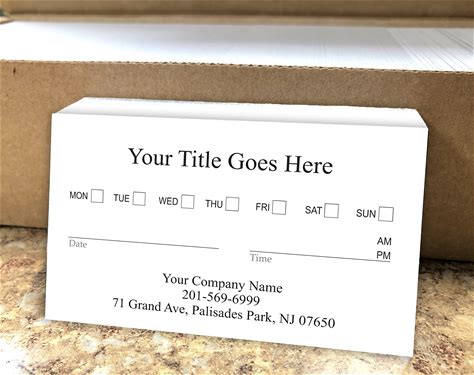 Your Title Goes Here
MON TUE WED THU FRI SAT SUN
AM
Date Time PM
Your Company Name
201-569-6999
71 Grand Ave, Palisades Park, NJ 07650